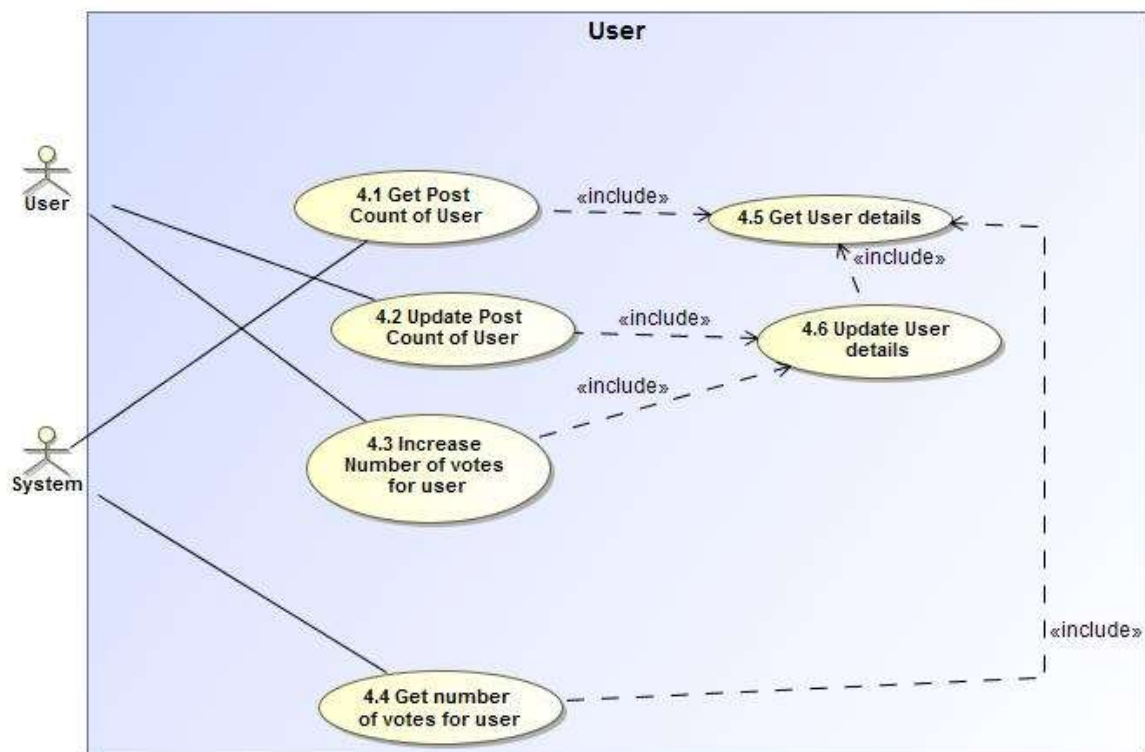 User
User
4.1 Get Post
Count of User
«include»
4.5 Get User details
«include»
4.2 Update Post
Count of User
«include»
4.6 Update User
details
«include»
4.3 Increase
Number of votes
for user
System
«include»
4.4 Get number
of votes for user